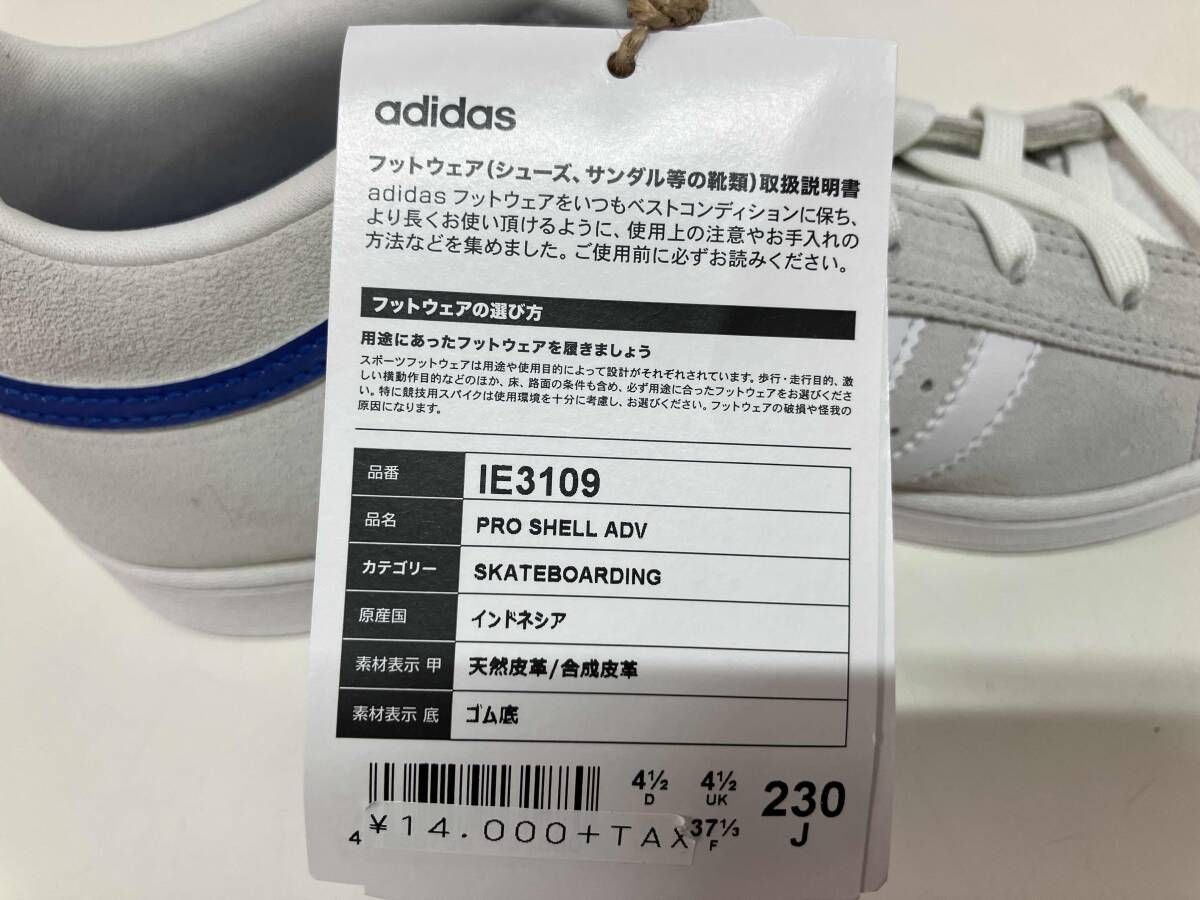 adidas
フットウェア(シューズ、サンダル等の靴類)取扱説明書
adidas フットウェアをいつもベストコンディションに保ち、
より長くお使い頂けるように、使用上の注意やお手入れの
方法などを集めました。ご使用前に必ずお読みください。
フットウェアの選び方
用途にあったフットウェアを履きましょう
スポーツフットウェアは用途や使用目的によって設計がそれぞれされています。歩行・走行目的、激
しい横動作目的などのほか、床、路面の条件も含め、必ず用途に合ったフットウェアをお選びくださ
い。特に競技用スパイクは使用環境を十分に考慮し、お選びください。フットウェアの破損や怪我の
原因になります。
品番 IE3109
品名 PRO SHELL ADV
カテゴリー SKATEBOARDING
原産国 インドネシア
素材表示 甲 天然皮革/合成皮革
素材表示 底 ゴム底
4½ 4½ 230
D UK J
4 ¥14.000+TAX 37⅓
F